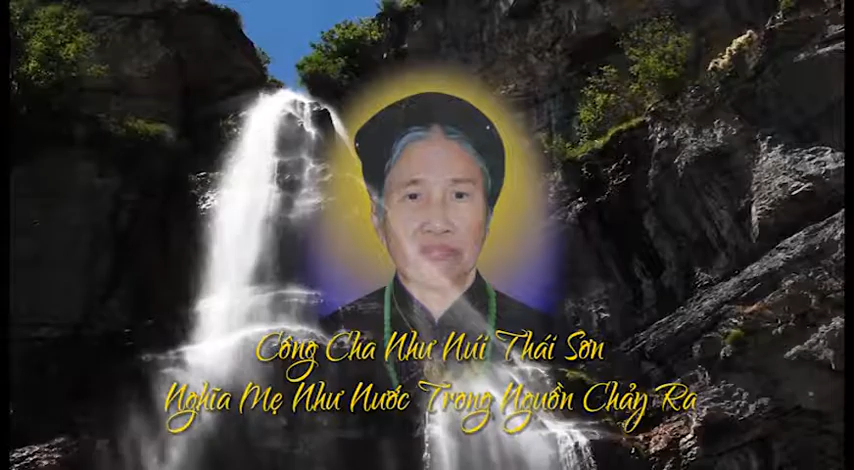 Công Cha Như Núi Thái Sơn
Nghĩa Mẹ Như Nước Trong Nguồn Chảy Ra